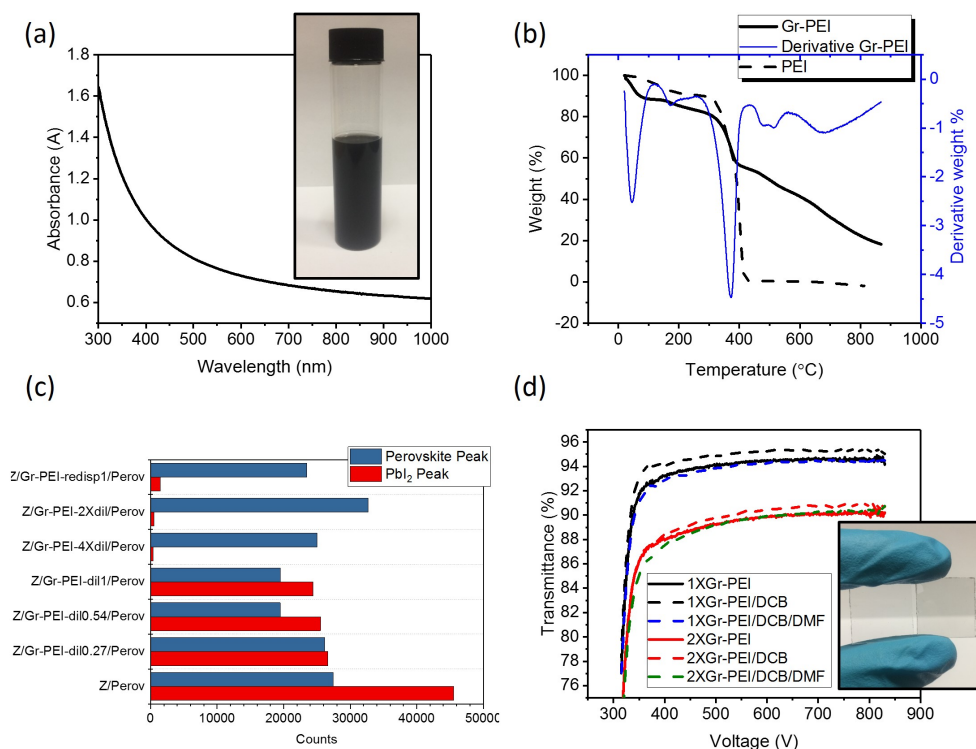 (a)
Absorbance (A)
1.8
1.6
1.4
1.2
1.0
0.8
0.6
300 400 500 600 700 800 900 1000
Wavelength (nm)
(b)
Gr-PEI
Derivative Gr-PEI
PEI
Weight (%)
100
80
60
40
20
0
-20
0 200 400 600 800 1000
Temperature (°C)
0
-1
-2
-3
-4
-5
Derivative weight %
(c)
Perovskite Peak
PbI2 Peak
Z/Gr-PEI-redisp1/Perov
Z/Gr-PEI-2Xdil/Perov
Z/Gr-PEI-4Xdil/Perov
Z/Gr-PEI-dil1/Perov
Z/Gr-PEI-dil0.54/Perov
Z/Gr-PEI-dil0.27/Perov
Z/Perov
0 10000 20000 30000 40000 50000
Counts
(d)
Transmittance (%)
96
94
92
90
88
86
84
82
80
78
76
1XGr-PEI
1XGr-PEI/DCB
1XGr-PEI/DCB/DMF
2XGr-PEI
2XGr-PEI/DCB
2XGr-PEI/DCB/DMF
300 400 500 600 700 800 900
Voltage (V)